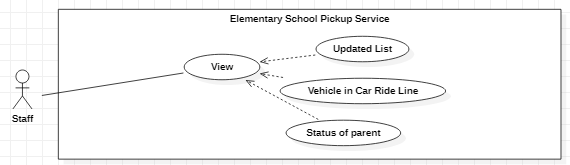 Elementary School Pickup Service
Updated List
View
Vehicle in Car Ride Line
Staff
Status of parent